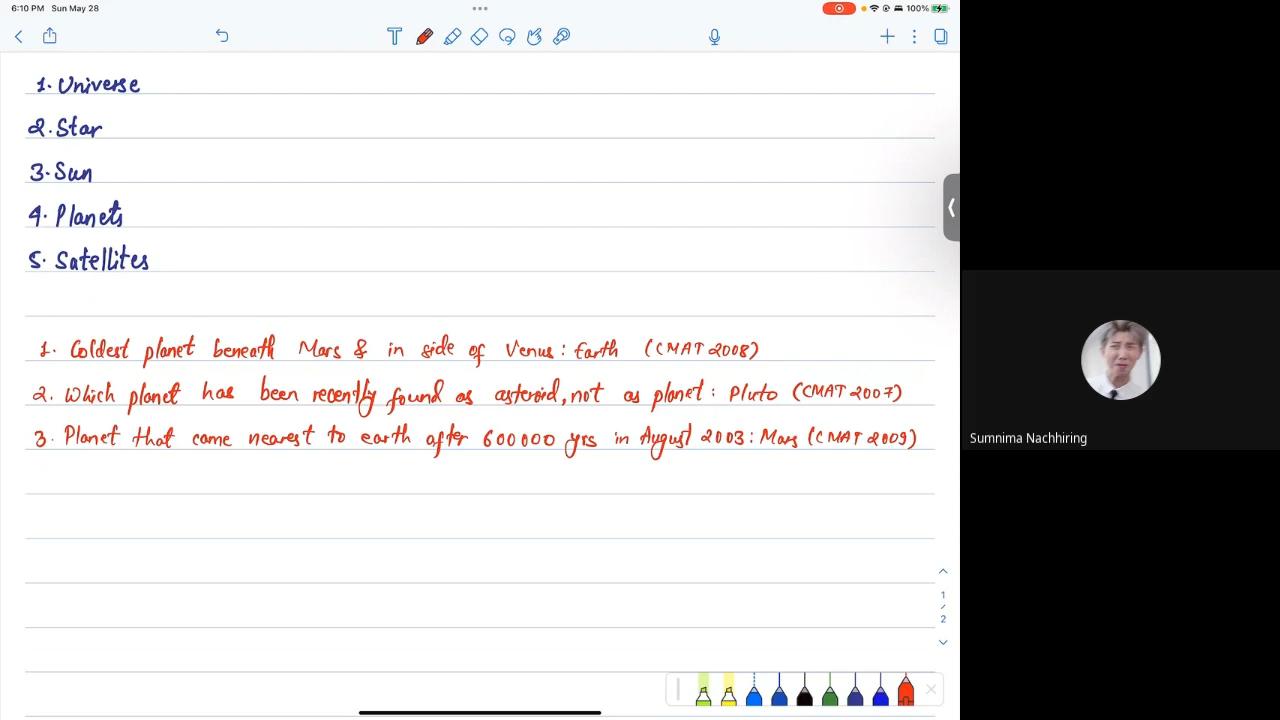 6:10 PM Sun May 28
100%
T
1. Universe
2. Star
3. Sun
4. Planets
5. Satellites
1. Coldest planet beneath Mars & in side of Venus : Earth (CMAT 2008)
2. Which planet has been recently found as asteroid, not as planet : Pluto (CMAT 2007)
3. Planet that came nearest to earth after 600000 yrs in August 2003 : Mars (CMAT 2009)
1
/
2
Sumnima Nachhiring